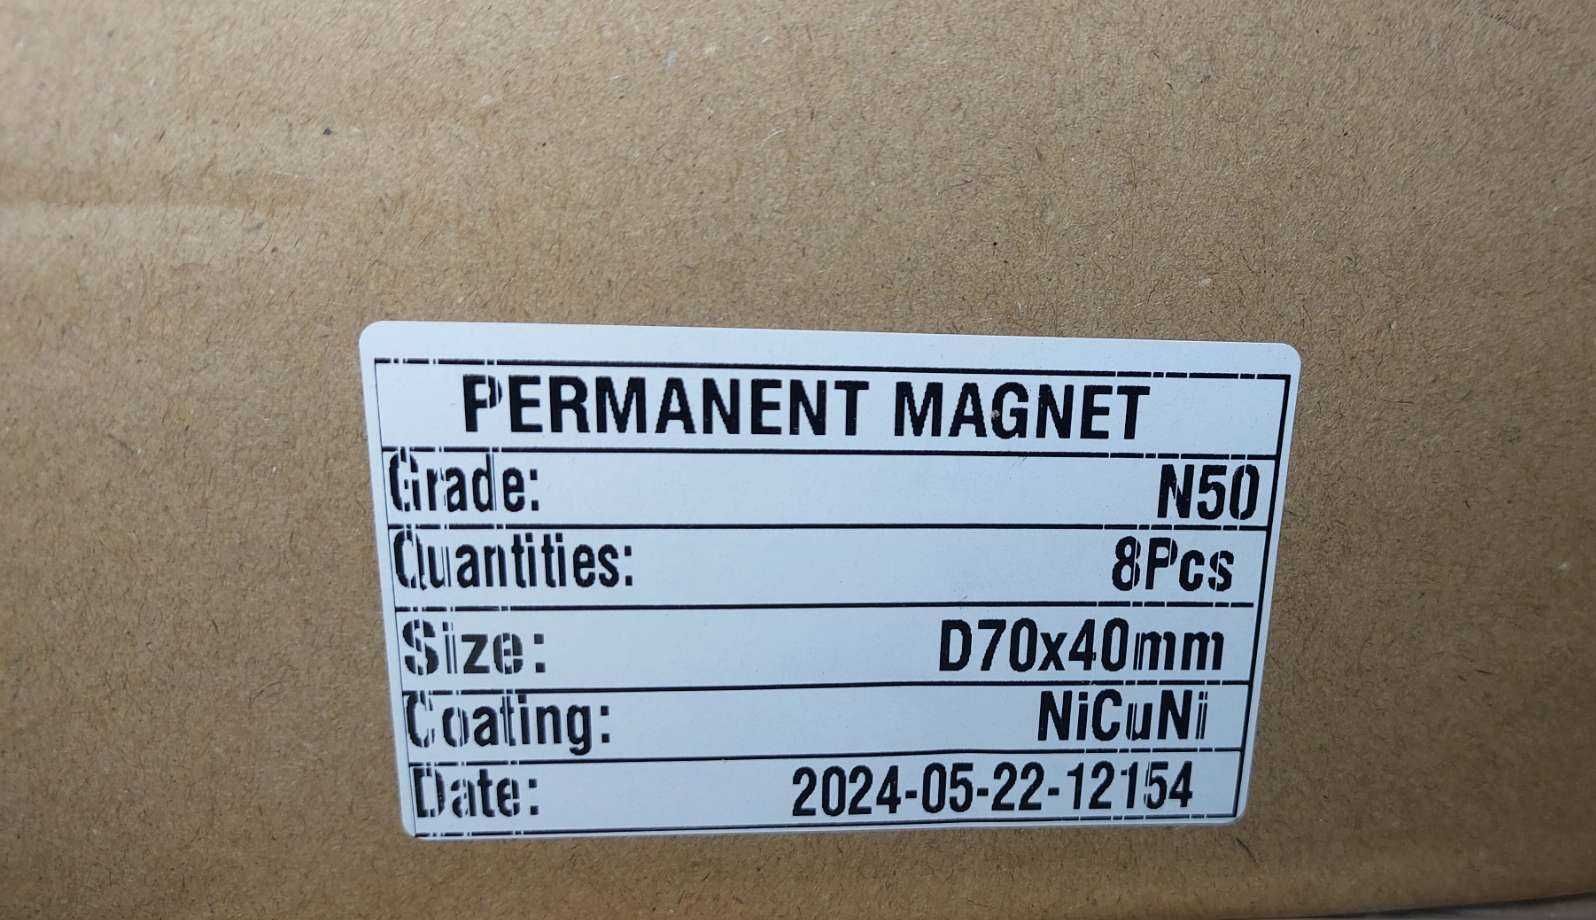 PERMANENT MAGNET
Grade: N50
Quantities: 8Pcs
Size: D70x40mm
Coating: NiCuNi
Date: 2024-05-22-12154